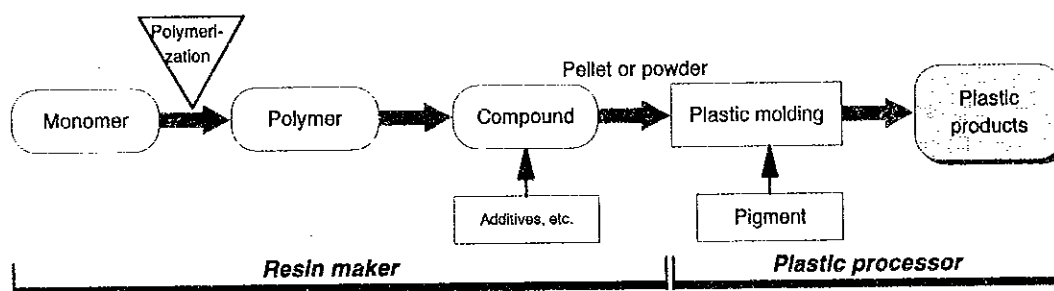 Polymeri-
zation
Pellet or powder
Monomer
Polymer
Compound
Plastic molding
Plastic
products
Additives, etc.
Pigment
Resin maker
Plastic processor